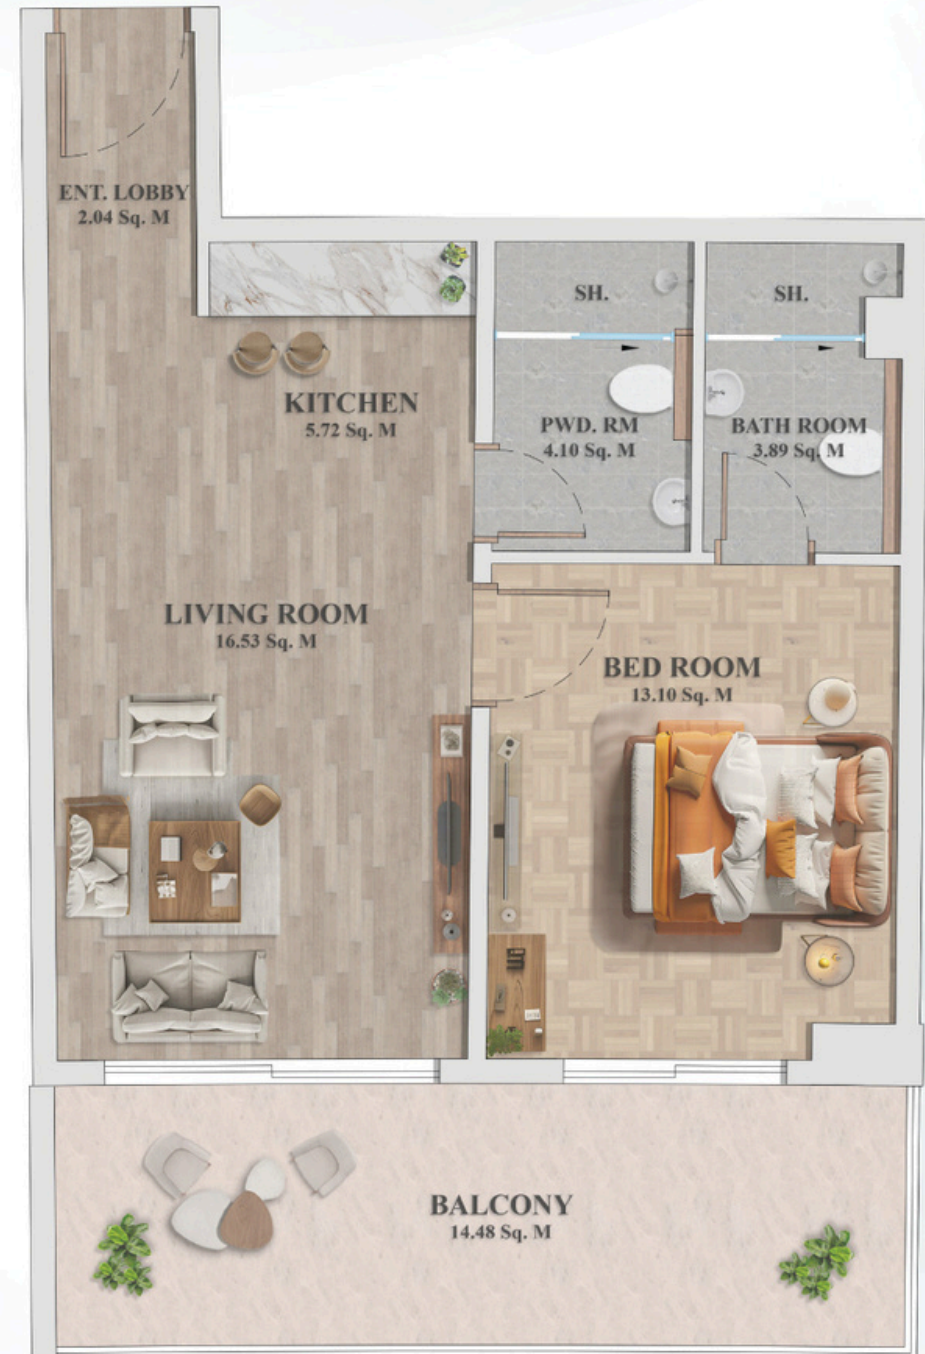 ENT. LOBBY
2.04 Sq. M
SH.
SH.
KITCHEN
5.72 Sq. M
PWD. RM
4.10 Sq. M
BATH ROOM
3.89 Sq. M
LIVING ROOM
16.53 Sq. M
BED ROOM
13.10 Sq. M
BALCONY
14.48 Sq. M